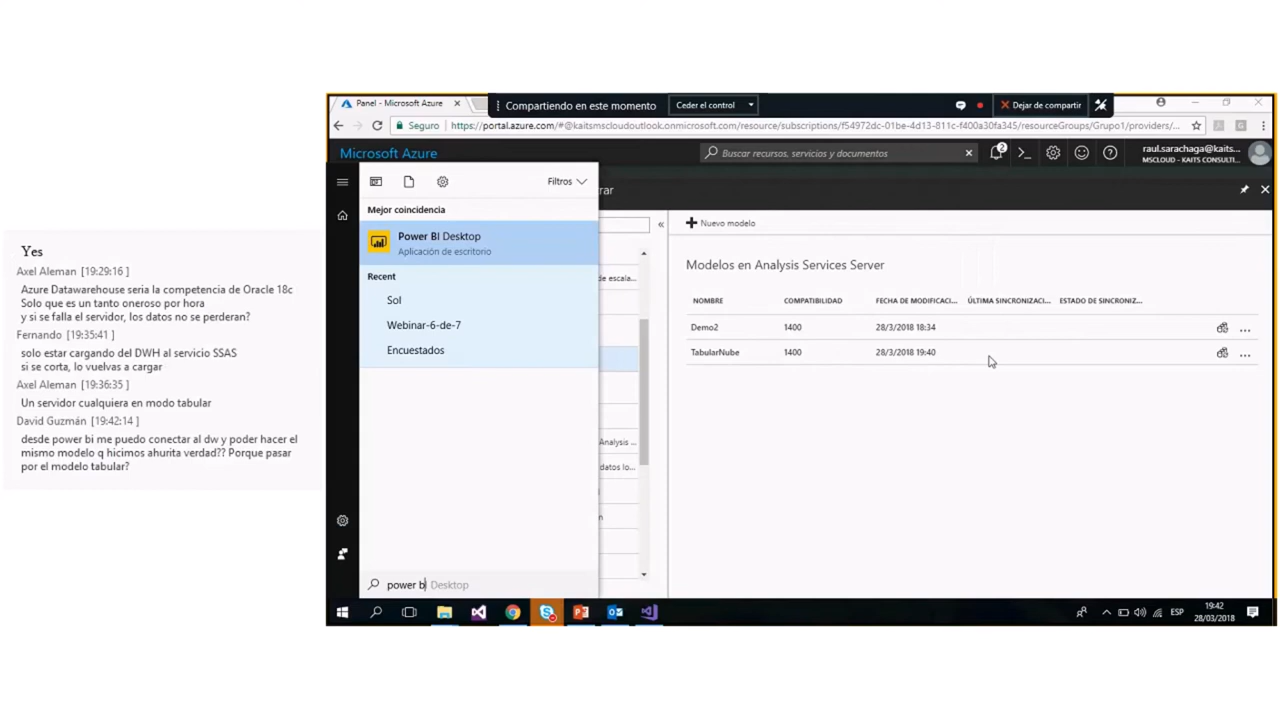 Yes
Axel Aleman [19:29:16 ]
Azure Datawarehouse seria la competencia de Oracle 18c
Solo que es un tanto oneroso por hora
y si se falla el servidor, los datos no se perderan?
Fernando [19:35:41 ]
solo estar cargando del DWH al servicio SSAS
si se corta, lo vuelvas a cargar
Axel Aleman [19:36:35 ]
Un servidor cualquiera en modo tabular
David Guzmán [19:42:14 ]
desde power bi me puedo conectar al dw y poder hacer el
mismo modelo q hicimos ahurita verdad?? Porque pasar
por el modelo tabular?
Panel - Microsoft Azure
Compartiendo en este momento
Ceder el control
Dejar de compartir
Seguro
https://portal.azure.com/#@kaitsmscloudoutlook.onmicrosoft.com/resource/subscriptions/f54972dc-01be-4d13-811c-f400a30fa345/resourceGroups/Grupo1/providers/...
Microsoft Azure
Buscar recursos, servicios y documentos
2
raul.sarachaga@kaits...
MSCLOUD - KAITS CONSULTI...
Filtros
rar
Mejor coincidencia
Power BI Desktop
Aplicación de escritorio
Recent
Sol
Webinar-6-de-7
Encuestados
de escala...
Analysis ...
datos lo...
n
Nuevo modelo
Modelos en Analysis Services Server
NOMBRE COMPATIBILIDAD FECHA DE MODIFICACI... ÚLTIMA SINCRONIZACI... ESTADO DE SINCRONIZ...
Demo2 1400 28/3/2018 18:34
TabularNube 1400 28/3/2018 19:40
power bi Desktop
ESP
19:42
28/03/2018